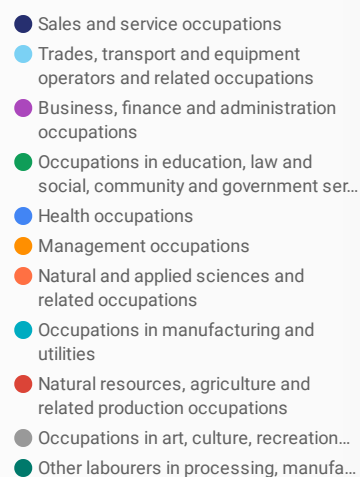 Sales and service occupations
Trades, transport and equipment
operators and related occupations
Business, finance and administration
occupations
Occupations in education, law and
social, community and government ser...
Health occupations
Management occupations
Natural and applied sciences and
related occupations
Occupations in manufacturing and
utilities
Natural resources, agriculture and
related production occupations
Occupations in art, culture, recreation...
Other labourers in processing, manufa...